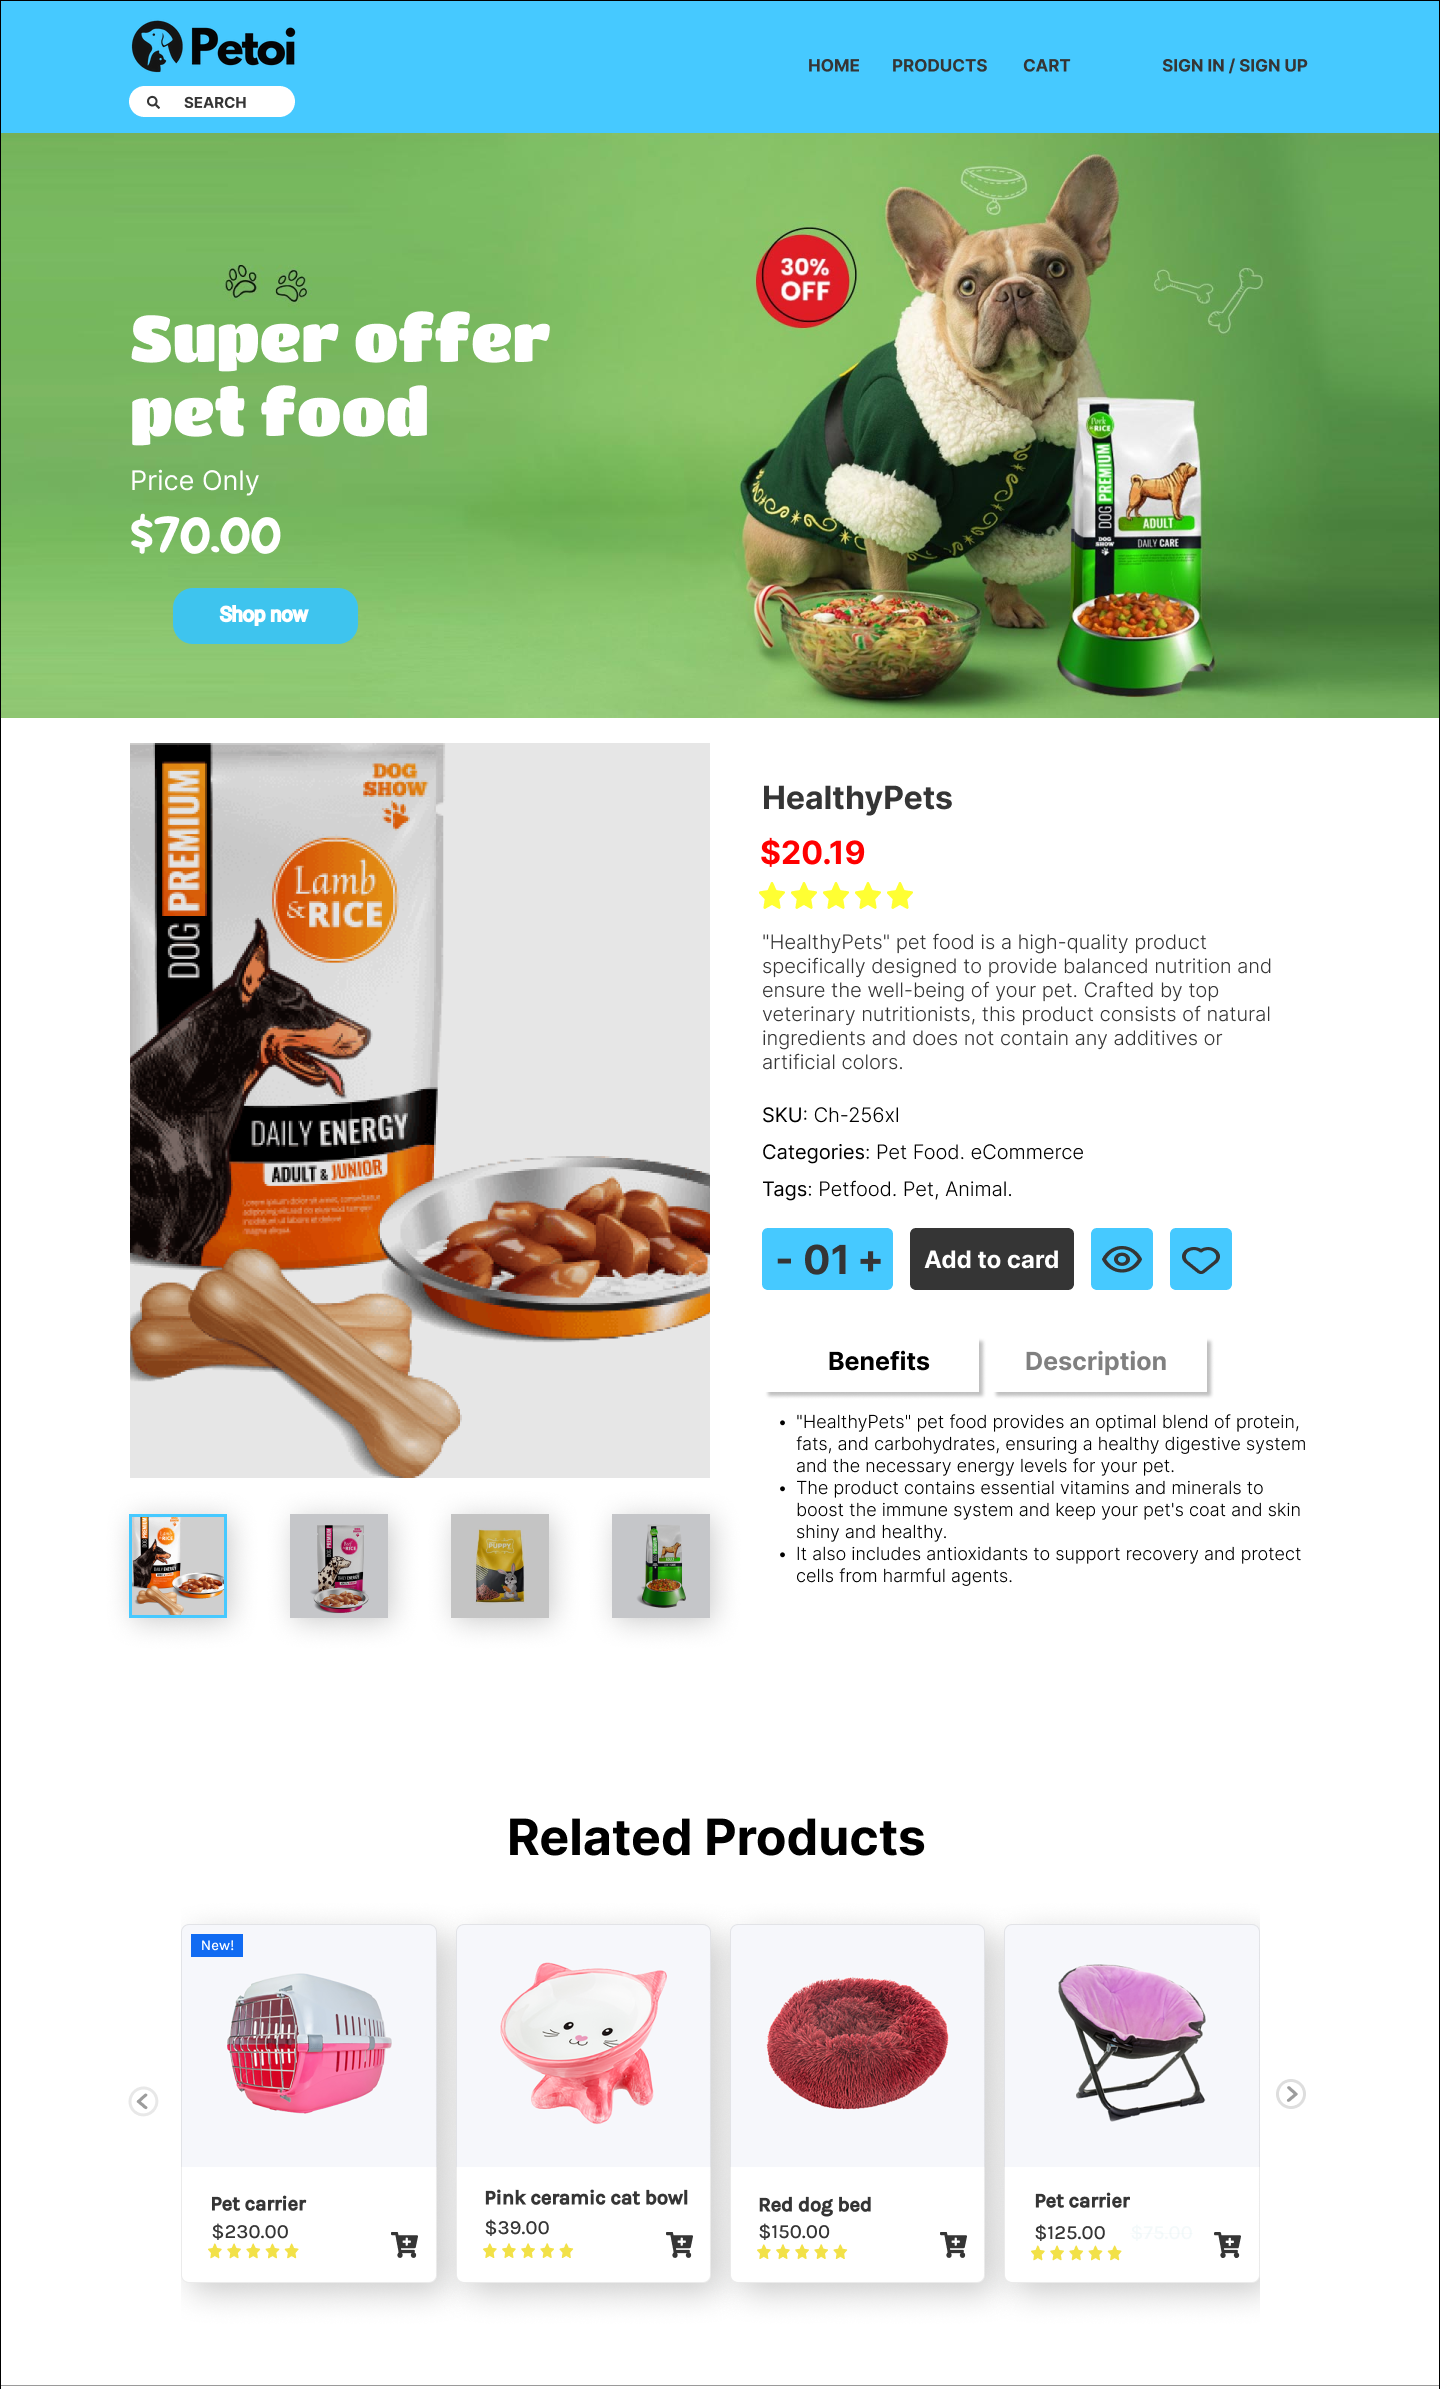 Petoi
SEARCH
HOME PRODUCTS CART SIGN IN / SIGN UP
30%
OFF
Super offer
pet food
Price Only
$70.00
Shop now
Pork
&RICE
DOG PREMIUM
ADULT
DOG
SHOW
DAILY CARE
DOG PREMIUM
DOG
SHOW
Lamb
&RICE
DAILY ENERGY
ADULT & JUNIOR
HealthyPets
$20.19
"HealthyPets" pet food is a high-quality product
specifically designed to provide balanced nutrition and
ensure the well-being of your pet. Crafted by top
veterinary nutritionists, this product consists of natural
ingredients and does not contain any additives or
artificial colors.
SKU: Ch-256xl
Categories: Pet Food. eCommerce
Tags: Petfood. Pet, Animal.
- 01 + Add to card
Benefits Description
• "HealthyPets" pet food provides an optimal blend of protein,
fats, and carbohydrates, ensuring a healthy digestive system
and the necessary energy levels for your pet.
• The product contains essential vitamins and minerals to
boost the immune system and keep your pet's coat and skin
shiny and healthy.
• It also includes antioxidants to support recovery and protect
cells from harmful agents.
PUPPY
Related Products
New!
Pet carrier
$230.00
Pink ceramic cat bowl
$39.00
Red dog bed
$150.00
Pet carrier
$125.00 $75.00